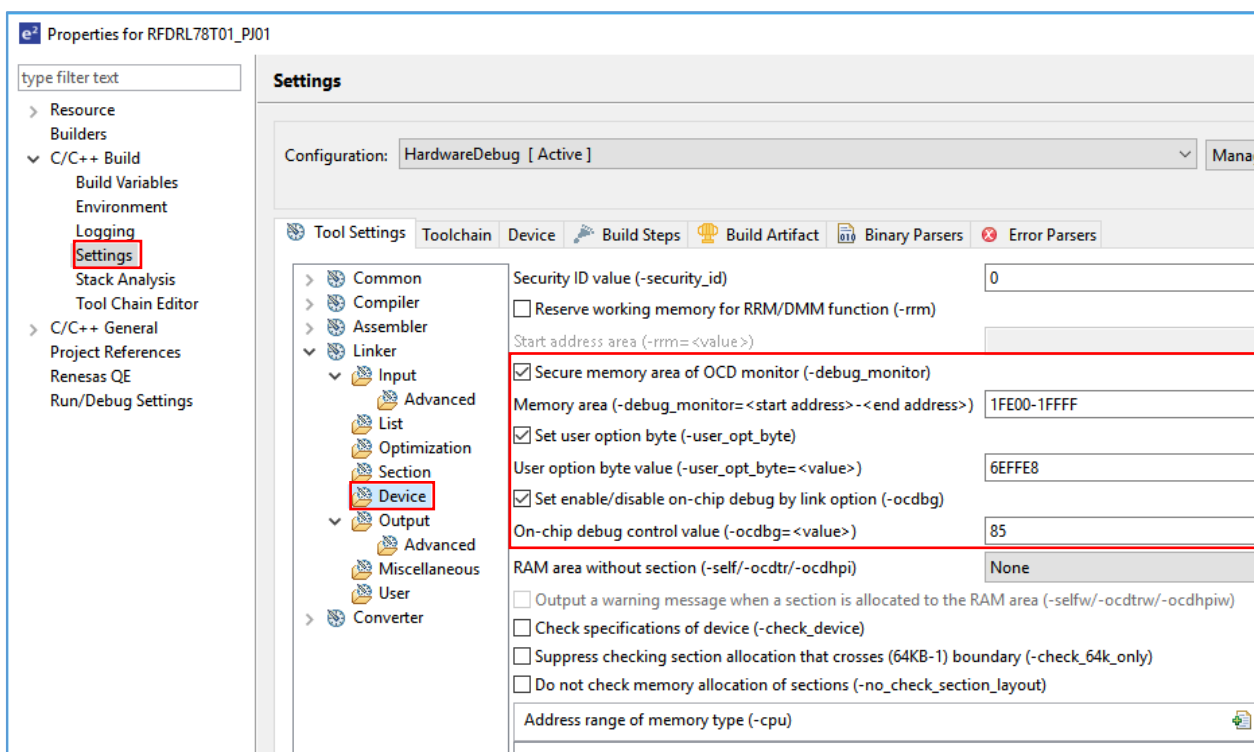 e² Properties for RFDRL78T01_PJ01
type filter text
Resource
Builders
C/C++ Build
Build Variables
Environment
Logging
Settings
Stack Analysis
Tool Chain Editor
C/C++ General
Project References
Renesas QE
Run/Debug Settings
Settings
Configuration: HardwareDebug [ Active ] Mana
Tool Settings Toolchain Device Build Steps Build Artifact Binary Parsers Error Parsers
Common
Compiler
Assembler
Linker
Input
Advanced
List
Optimization
Section
Device
Output
Advanced
Miscellaneous
User
Converter
Security ID value (-security_id) 0
Reserve working memory for RRM/DMM function (-rrm)
Start address area (-rrm=<value>)
Secure memory area of OCD monitor (-debug_monitor)
Memory area (-debug_monitor=<start address>-<end address>) 1FE00-1FFFF
Set user option byte (-user_opt_byte)
User option byte value (-user_opt_byte=<value>) 6EFFE8
Set enable/disable on-chip debug by link option (-ocdbg)
On-chip debug control value (-ocdbg=<value>) 85
RAM area without section (-self/-ocdtr/-ocdhpi) None
Output a warning message when a section is allocated to the RAM area (-selfw/-ocdtrw/-ocdhpiw)
Check specifications of device (-check_device)
Suppress checking section allocation that crosses (64KB-1) boundary (-check_64k_only)
Do not check memory allocation of sections (-no_check_section_layout)
Address range of memory type (-cpu)